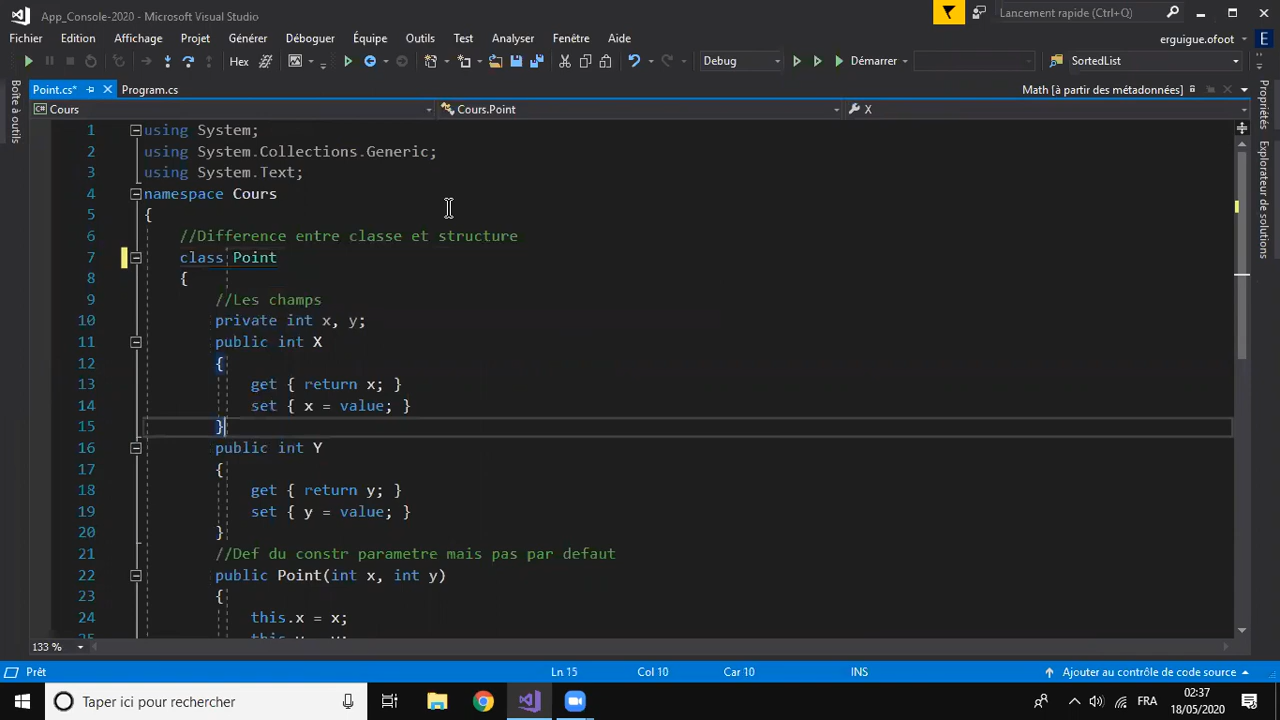 App_Console-2020 - Microsoft Visual Studio
Lancement rapide (Ctrl+Q)
Fichier Edition Affichage Projet Générer Déboguer Équipe Outils Test Analyser Fenêtre Aide
erguigue.ofoot E
Hex Debug Démarrer SortedList
Point.cs* Program.cs Math [à partir des métadonnées]
Cours Cours.Point X
Boîte à outils
Propriétés
Explorateur de solutions
1 using System;
2 using System.Collections.Generic;
3 using System.Text;
4 namespace Cours
5 {
6 //Difference entre classe et structure
7 class Point
8 {
9 //Les champs
10 private int x, y;
11 public int X
12 {
13 get { return x; }
14 set { x = value; }
15 }
16 public int Y
17 {
18 get { return y; }
19 set { y = value; }
20 }
21 //Def du constr parametre mais pas par defaut
22 public Point(int x, int y)
23 {
24 this.x = x;
133 %
Prêt Ln 15 Col 10 Car 10 INS Ajouter au contrôle de code source
Taper ici pour rechercher
FRA
02:37
18/05/2020